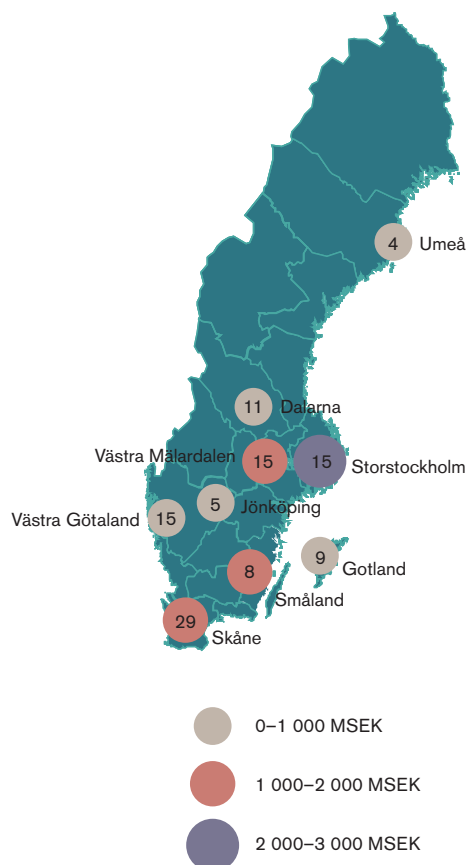 4 Umeå
11 Dalarna
Västra Mälardalen 15
15 Storstockholm
5 Jönköping
Västra Götaland 15
9 Gotland
8 Småland
29 Skåne
0–1 000 MSEK
1 000–2 000 MSEK
2 000–3 000 MSEK